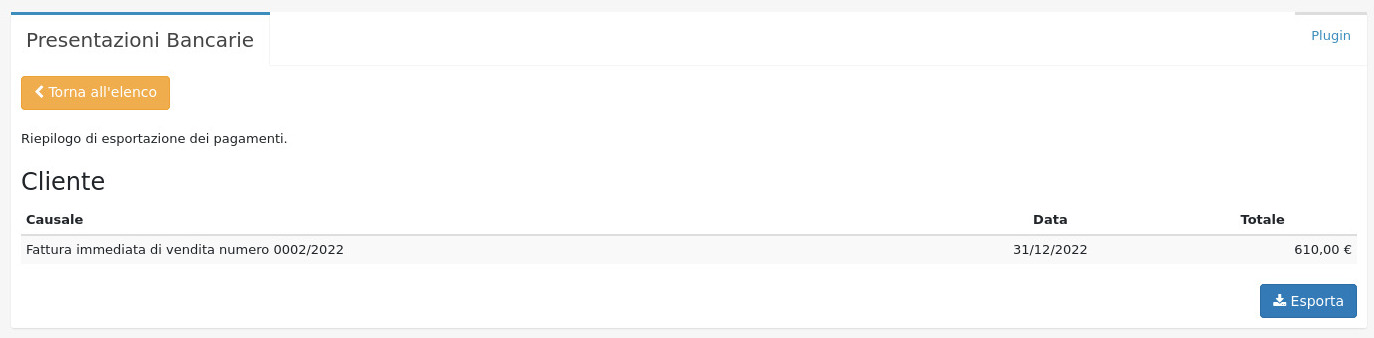 Presentazioni Bancarie
Plugin
Torna all'elenco
Riepilogo di esportazione dei pagamenti.
Cliente
Causale Data Totale
Fattura immediata di vendita numero 0002/2022 31/12/2022 610,00 €
Esporta